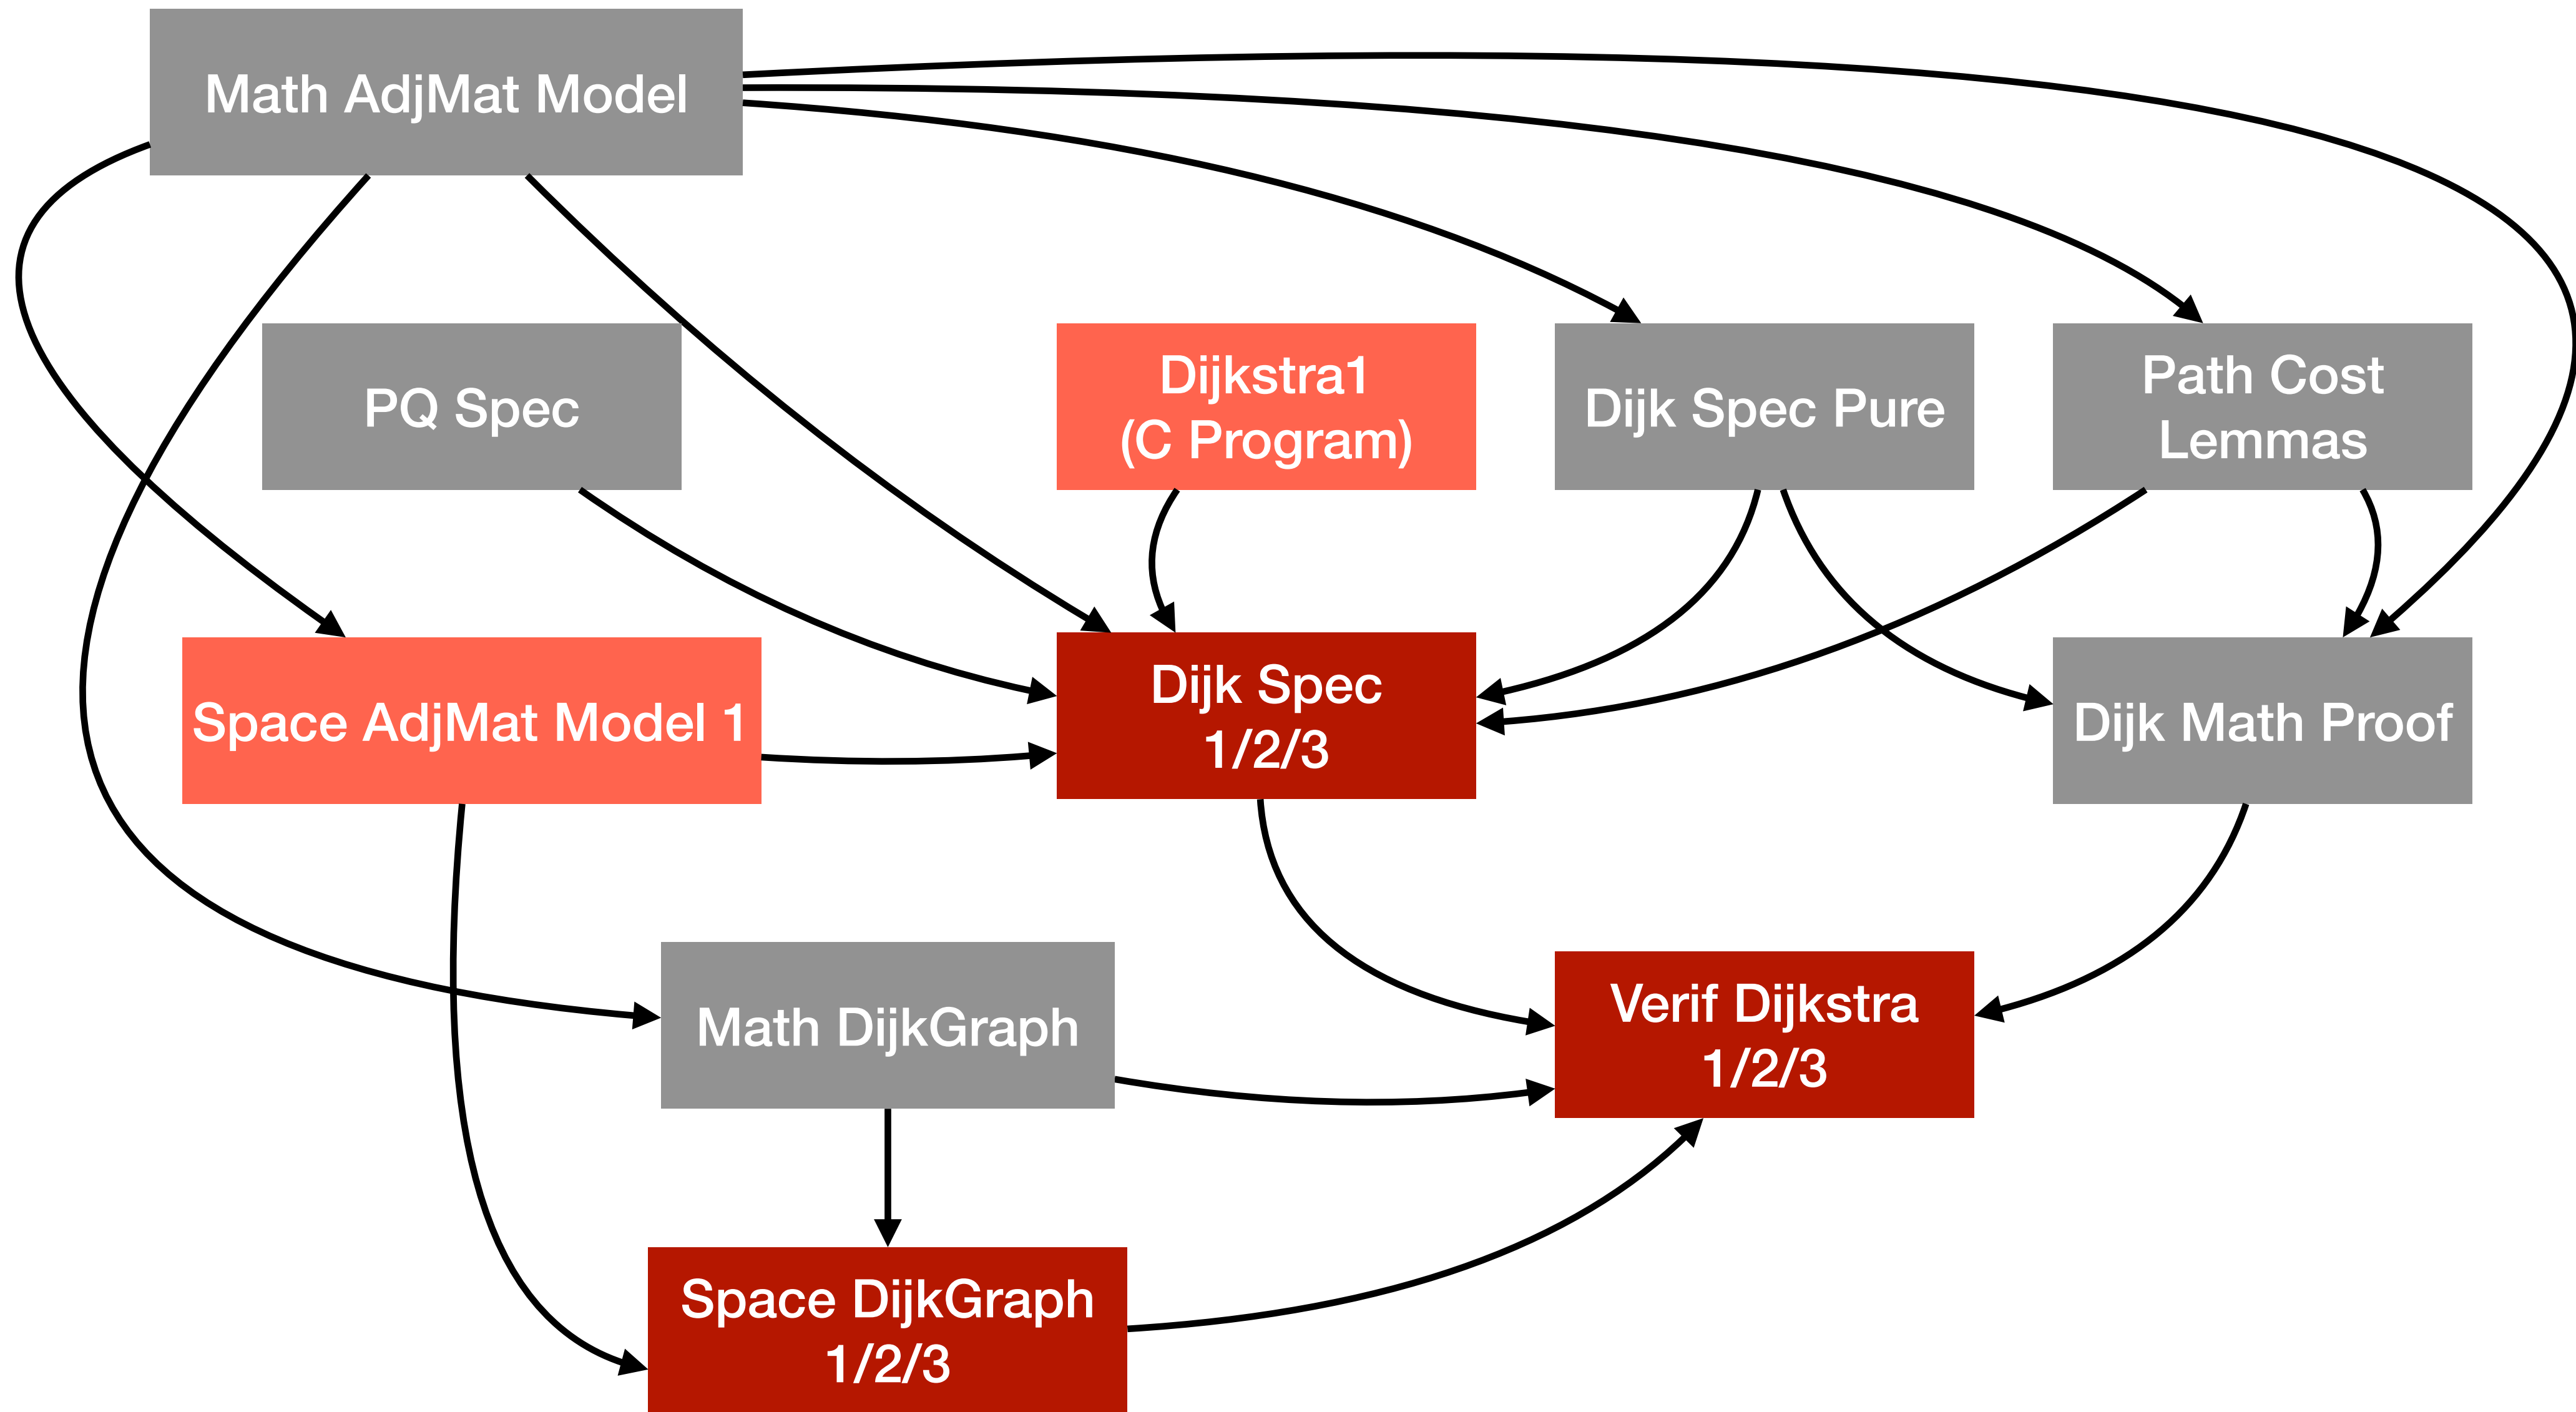 Math AdjMat Model
PQ Spec
Dijkstra1
(C Program)
Dijk Spec Pure
Path Cost
Lemmas
Space AdjMat Model 1
Dijk Spec
1/2/3
Dijk Math Proof
Math DijkGraph
Verif Dijkstra
1/2/3
Space DijkGraph
1/2/3